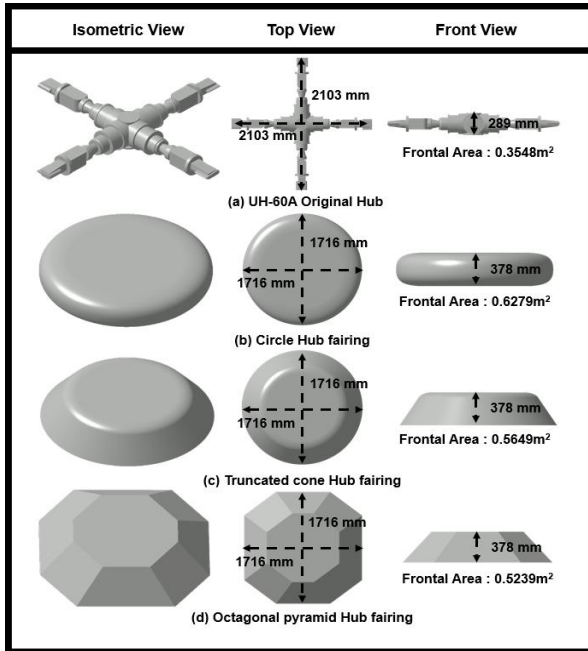 Isometric View Top View Front View
2103 mm
2103 mm
289 mm
Frontal Area : 0.3548m²
(a) UH-60A Original Hub
1716 mm
1716 mm
378 mm
Frontal Area : 0.6279m²
(b) Circle Hub fairing
1716 mm
1716 mm
378 mm
Frontal Area : 0.5649m²
(c) Truncated cone Hub fairing
1716 mm
1716 mm
378 mm
Frontal Area : 0.5239m²
(d) Octagonal pyramid Hub fairing